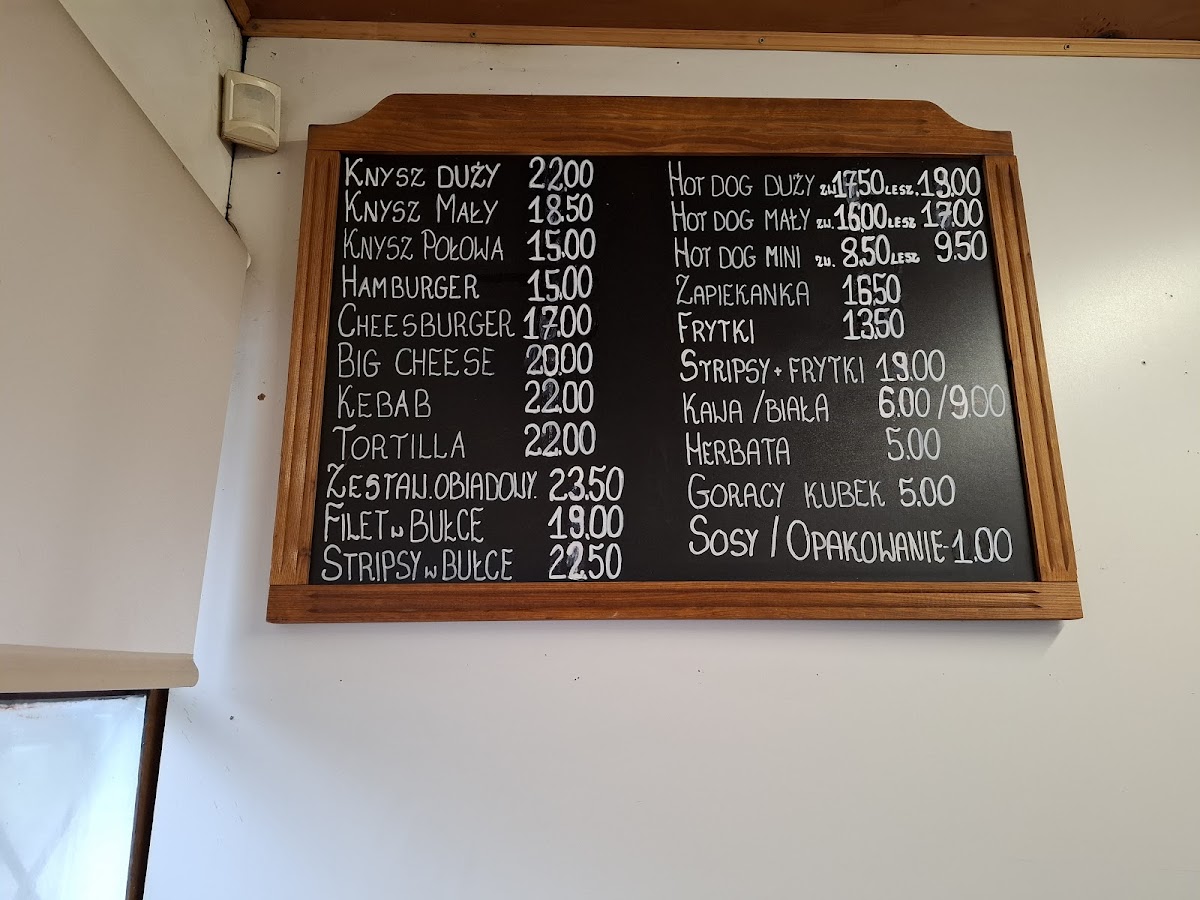 KNYSZ DUŻY 22.00
KNYSZ MAŁY 18.50
KNYSZ POŁOWA 15.00
HAMBURGER 15.00
CHEESBURGER 17.00
BIG CHEESE 20.00
KEBAB 22.00
TORTILLA 22.00
ZESTAW.OBIADOWY. 23.50
FILET W BUŁCE 19.00
STRIPSY W BUŁCE 22.50
HOT DOG DUŻY ZW. 17.50 LESZ. 19.00
HOT DOG MAŁY ZW. 16.00 LESZ 17.00
HOT DOG MINI ZW. 8.50 LESZ 9.50
ZAPIEKANKA 16.50
FRYTKI 13.50
STRIPSY + FRYTKI 19.00
KAWA / BIAŁA 6.00 / 9.00
HERBATA 5.00
GORACY KUBEK 5.00
SOSY / OPAKOWANIE - 1.00